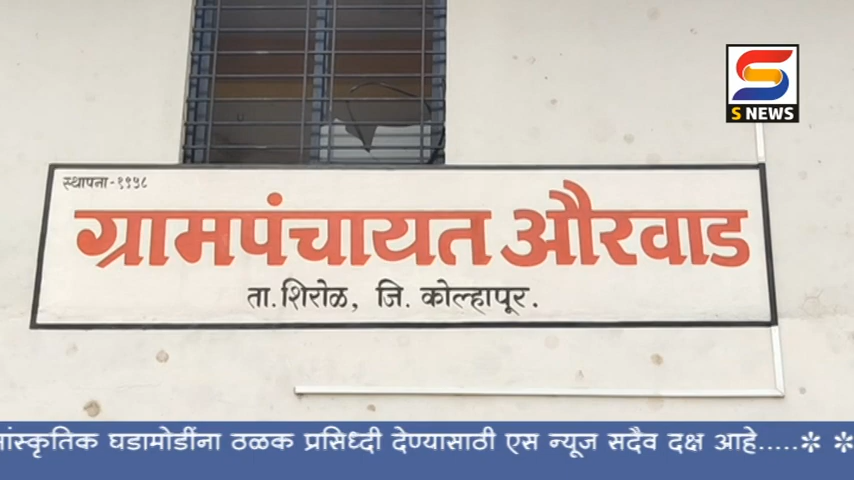 S NEWS
स्थापना-१९५८
ग्रामपंचायत औरवाड
ता. शिरोळ, जि. कोल्हापूर.
सांस्कृतिक घडामोडींना ठळक प्रसिध्दी देण्यासाठी एस न्यूज सदैव दक्ष आहे.....✼ ✼